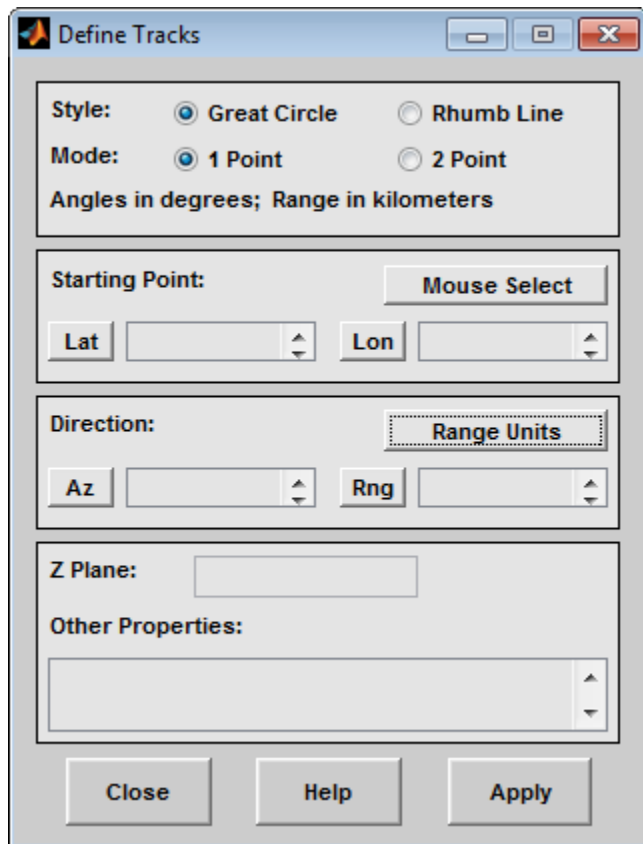 Define Tracks
Style: Great Circle Rhumb Line
Mode: 1 Point 2 Point
Angles in degrees; Range in kilometers
Starting Point: Mouse Select
Lat Lon
Direction: Range Units
Az Rng
Z Plane:
Other Properties:
Close Help Apply